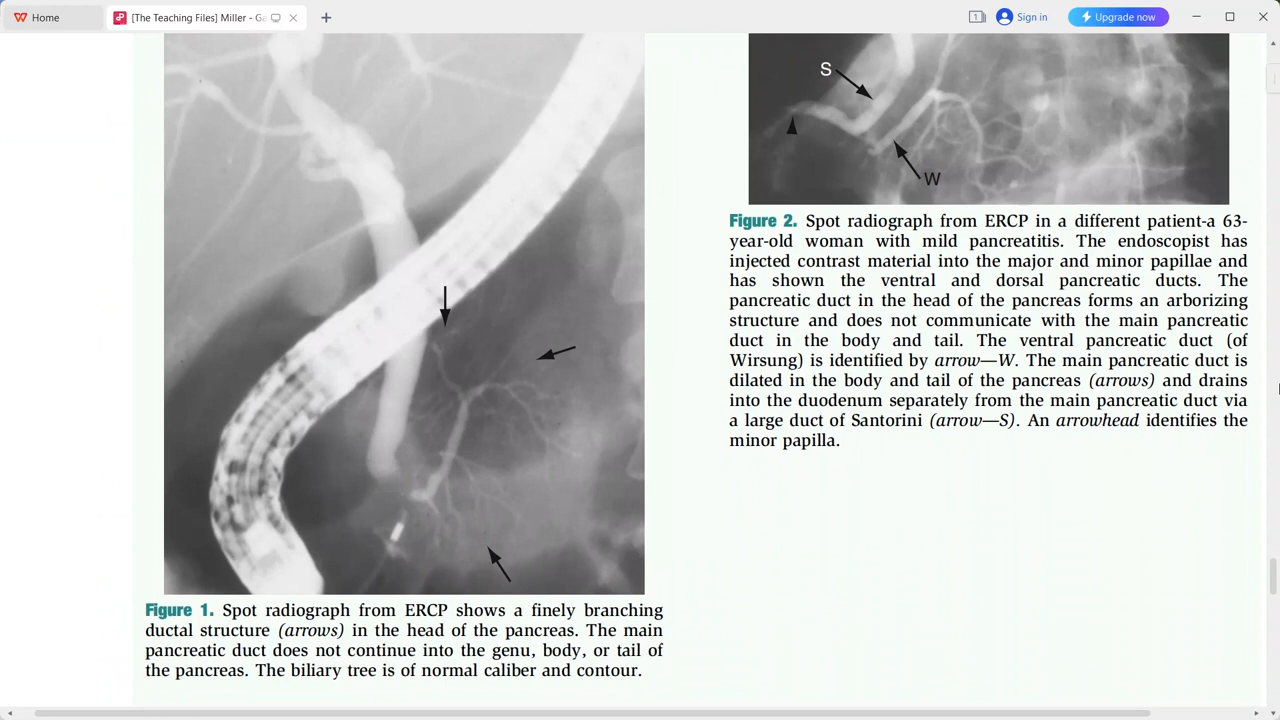 Home
[The Teaching Files] Miller - Ga
1
Sign in
Upgrade now
S
W
Figure 1. Spot radiograph from ERCP shows a finely branching
ductal structure (arrows) in the head of the pancreas. The main
pancreatic duct does not continue into the genu, body, or tail of
the pancreas. The biliary tree is of normal caliber and contour.
Figure 2. Spot radiograph from ERCP in a different patient-a 63-
year-old woman with mild pancreatitis. The endoscopist has
injected contrast material into the major and minor papillae and
has shown the ventral and dorsal pancreatic ducts. The
pancreatic duct in the head of the pancreas forms an arborizing
structure and does not communicate with the main pancreatic
duct in the body and tail. The ventral pancreatic duct (of
Wirsung) is identified by arrow—W. The main pancreatic duct is
dilated in the body and tail of the pancreas (arrows) and drains
into the duodenum separately from the main pancreatic duct via
a large duct of Santorini (arrow—S). An arrowhead identifies the
minor papilla.